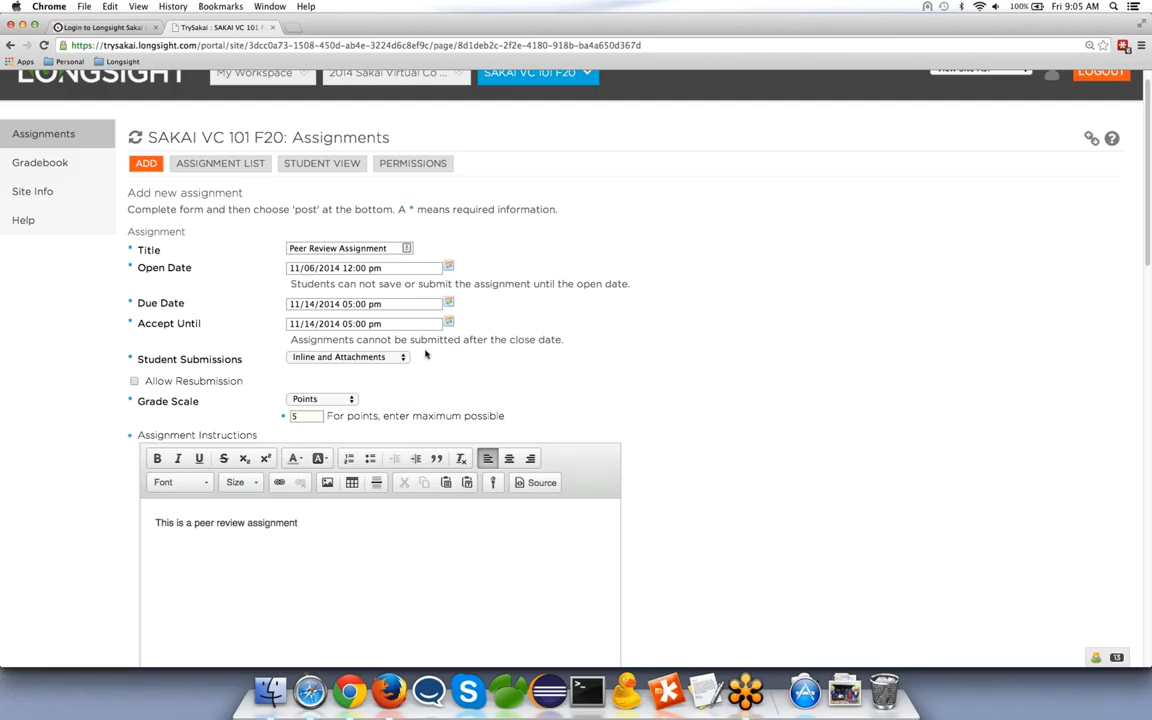 Chrome File Edit View History Bookmarks Window Help 100% Fri 9:05 AM
Login to Longsight Sakai TrySakai : SAKAI VC 101 F
https://trysakai.longsight.com/portal/site/3dcc0a73-1508-450d-ab4e-3224d6c8ef9c/page/8d1deb2c-2f2e-4180-918b-ba4a650d367d
Apps Personal Longsight
LONGSIGHT My Workspace 2014 Sakai Virtual Co ... SAKAI VC 101 F20 LOGOUT
Assignments
Gradebook
Site Info
Help
SAKAI VC 101 F20: Assignments
ADD ASSIGNMENT LIST STUDENT VIEW PERMISSIONS
Add new assignment
Complete form and then choose 'post' at the bottom. A * means required information.
Assignment
* Title Peer Review Assignment
* Open Date 11/06/2014 12:00 pm
Students can not save or submit the assignment until the open date.
* Due Date 11/14/2014 05:00 pm
* Accept Until 11/14/2014 05:00 pm
Assignments cannot be submitted after the close date.
* Student Submissions Inline and Attachments
Allow Resubmission
* Grade Scale Points
* 5 For points, enter maximum possible
* Assignment Instructions
Font Size Source
This is a peer review assignment
13